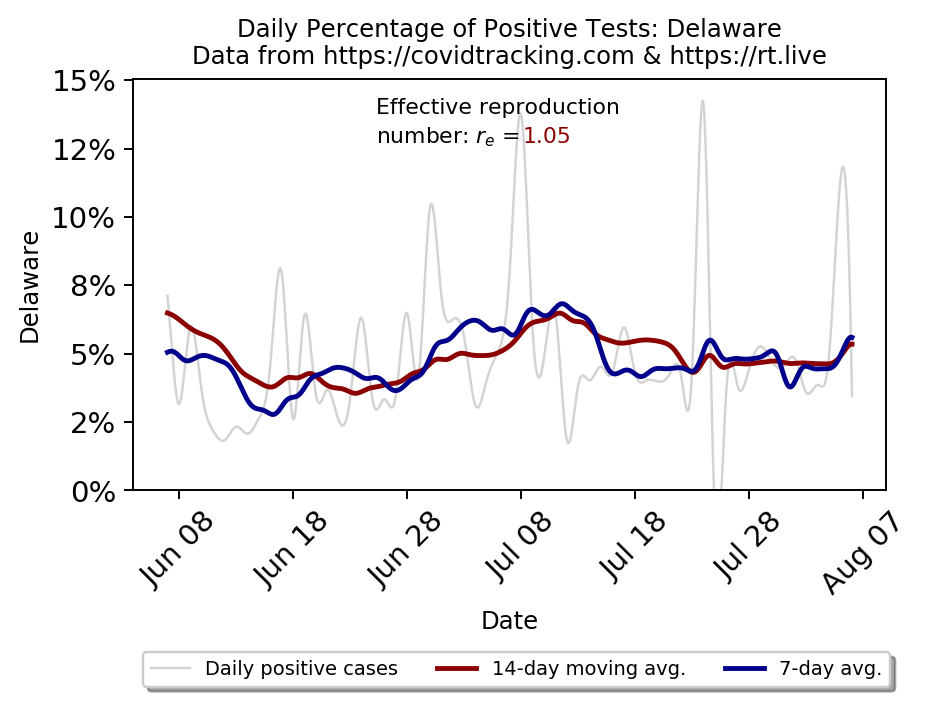 Daily Percentage of Positive Tests: Delaware
Data from https://covidtracking.com & https://rt.live
Effective reproduction
number: rₑ =1.05
15%
12%
10%
8%
5%
2%
0%
Delaware
Jun 08
Jun 18
Jun 28
Jul 08
Jul 18
Jul 28
Aug 07
Date
Daily positive cases
14-day moving avg.
7-day avg.